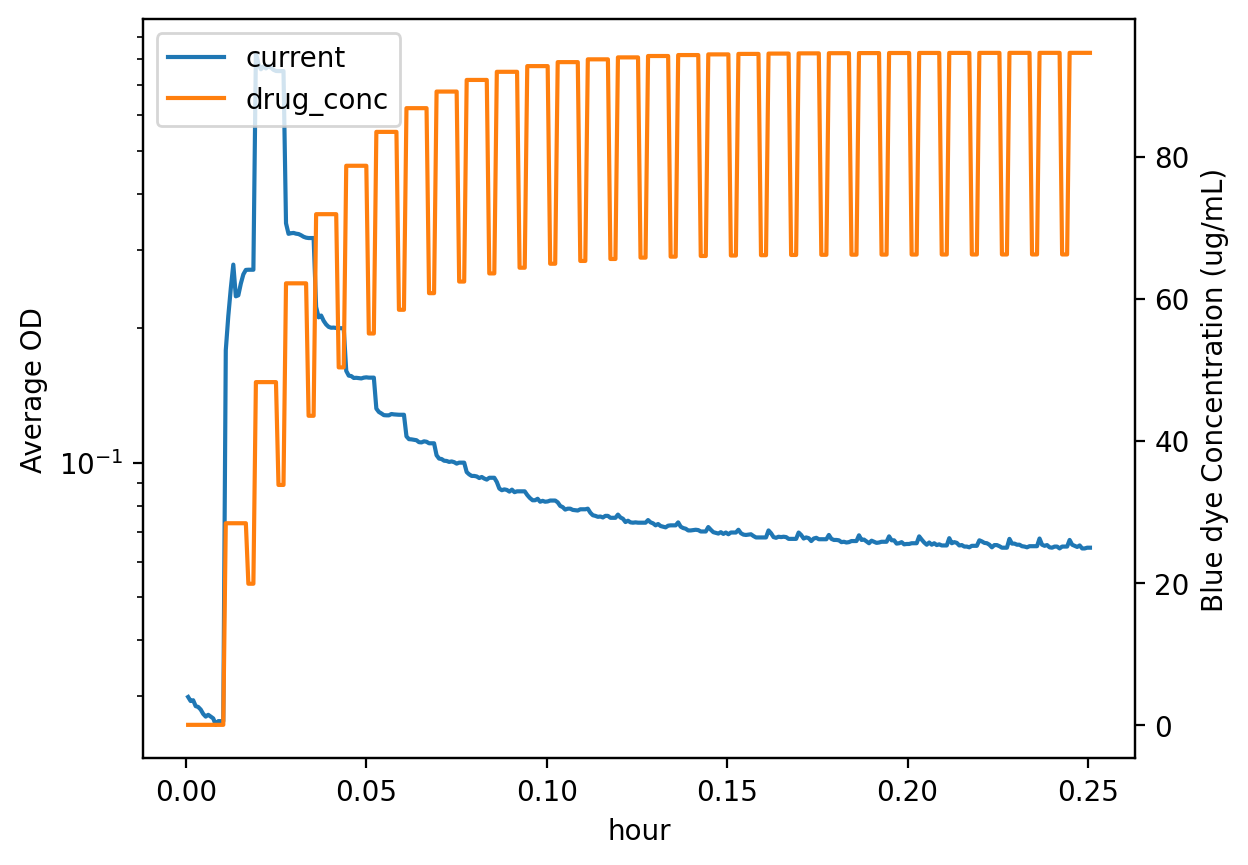 current
drug_conc
Average OD
10⁻¹
80
60
40
20
0
Blue dye Concentration (ug/mL)
0.00 0.05 0.10 0.15 0.20 0.25
hour